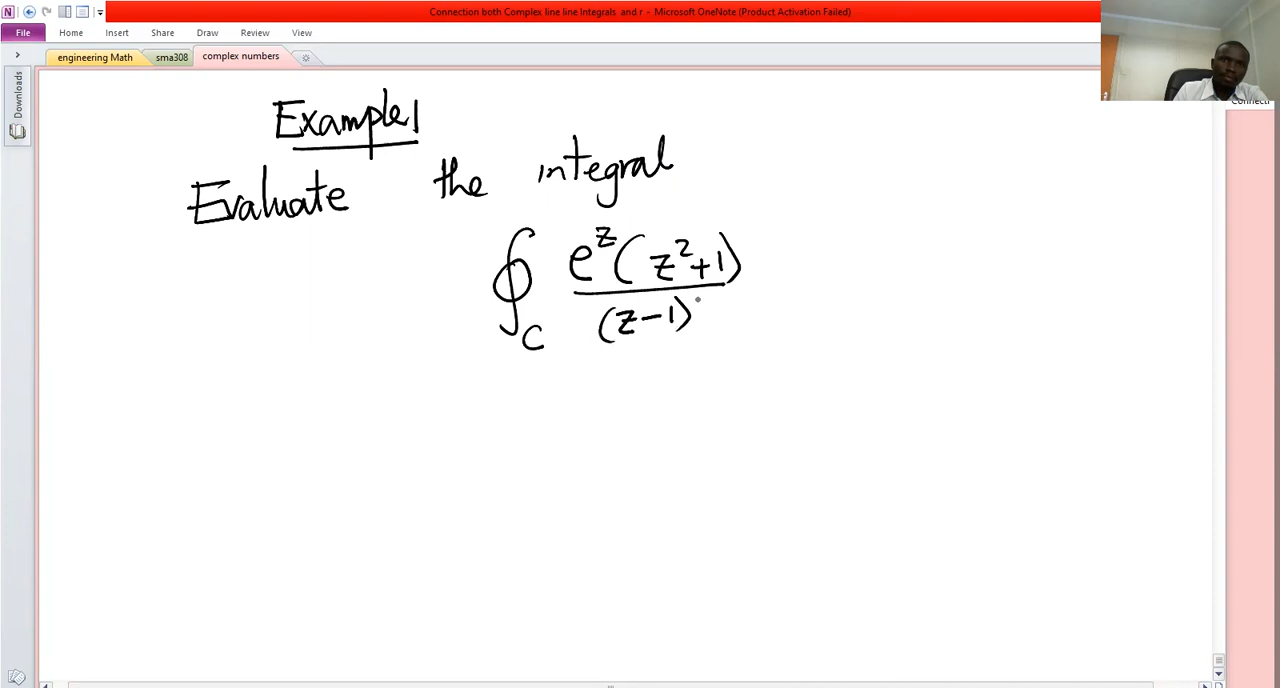 Connection both Complex line line Integrals and r - Microsoft OneNote (Product Activation Failed)
File Home Insert Share Draw Review View
engineering Math sma308 complex numbers
Downloads
Connecti
Example1
Evaluate the integral
∮_C e^z(z^2+1) / (z-1)